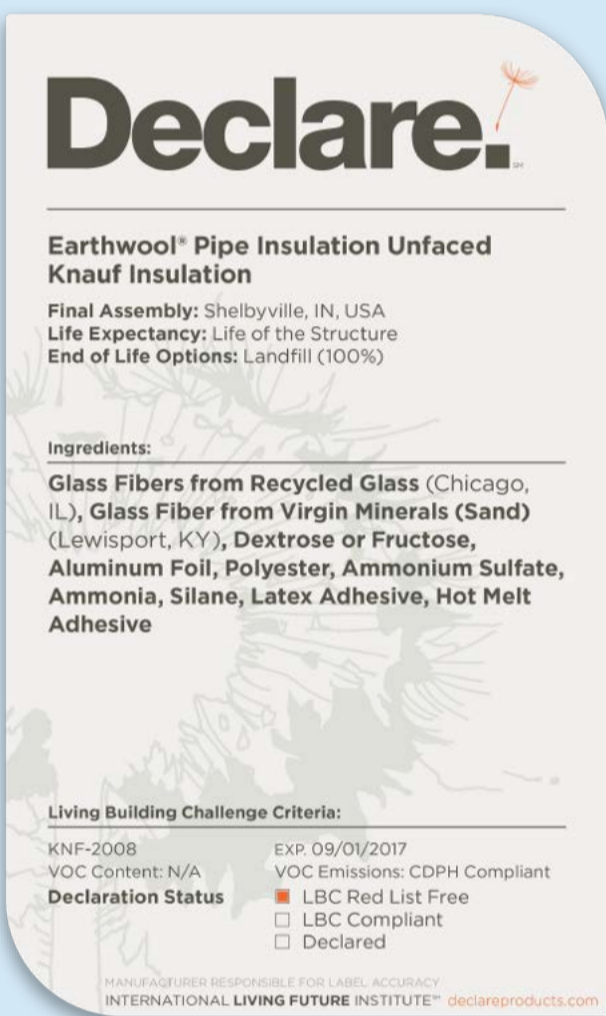 Declare.℠
Earthwool® Pipe Insulation Unfaced
Knauf Insulation
Final Assembly: Shelbyville, IN, USA
Life Expectancy: Life of the Structure
End of Life Options: Landfill (100%)
Ingredients:
Glass Fibers from Recycled Glass (Chicago,
IL), Glass Fiber from Virgin Minerals (Sand)
(Lewisport, KY), Dextrose or Fructose,
Aluminum Foil, Polyester, Ammonium Sulfate,
Ammonia, Silane, Latex Adhesive, Hot Melt
Adhesive
Living Building Challenge Criteria:
KNF-2008 EXP. 09/01/2017
VOC Content: N/A VOC Emissions: CDPH Compliant
Declaration Status ■ LBC Red List Free
☐ LBC Compliant
☐ Declared
MANUFACTURER RESPONSIBLE FOR LABEL ACCURACY
INTERNATIONAL LIVING FUTURE INSTITUTE℠ declareproducts.com